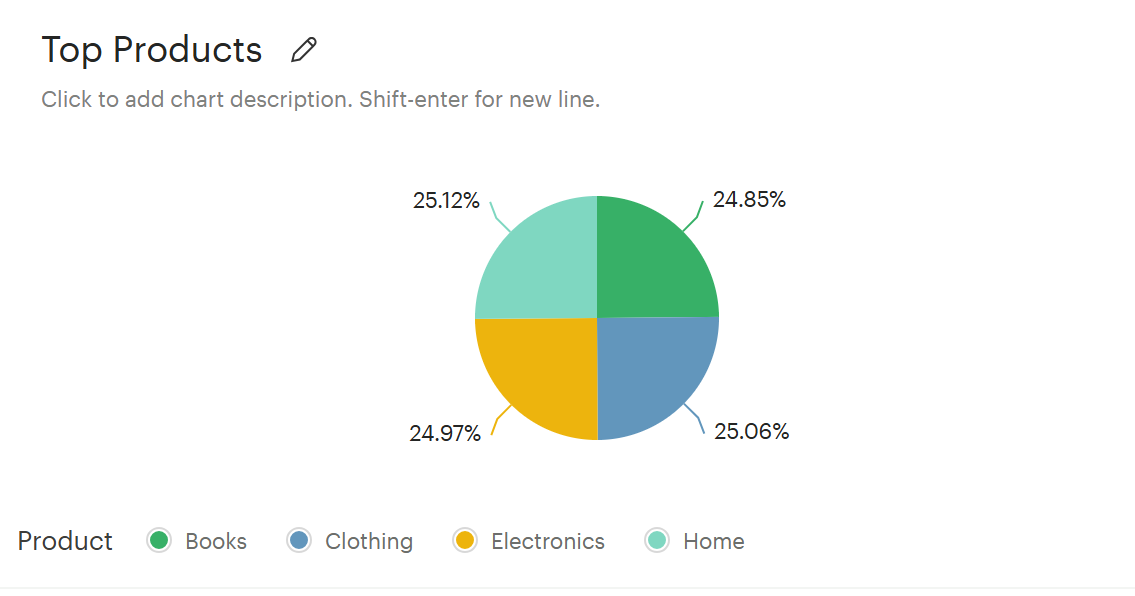 Top Products
Click to add chart description. Shift-enter for new line.
25.12% 24.85%
24.97% 25.06%
Product Books Clothing Electronics Home